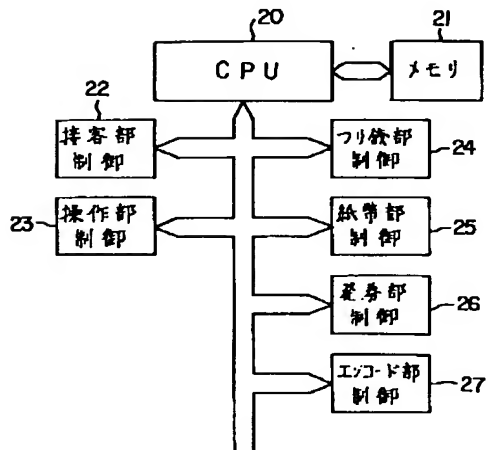 20
21
CPU
メモリ
22
接客部
制御
つり銭部
制御
24
23
操作部
制御
紙幣部
制御
25
発券部
制御
26
エンコード部
制御
27